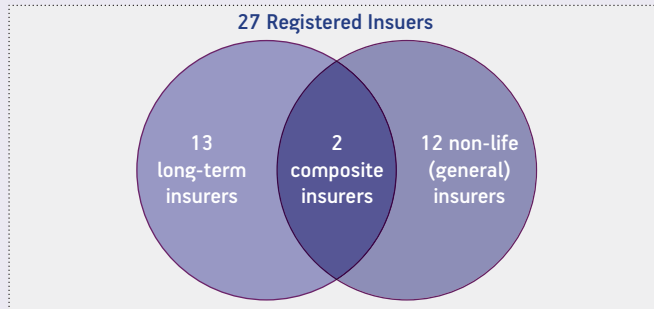 27 Registered Insuers
13
long-term
insurers
2
composite
insurers
12 non-life
(general)
insurers